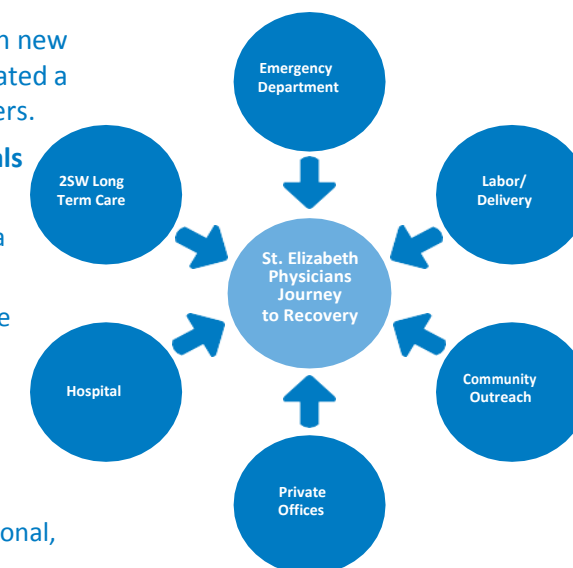 n new
ated a
ers.
als
a
e
onal,
Emergency
Department
2SW Long
Term Care
Labor/
Delivery
St. Elizabeth
Physicians
Journey
to Recovery
Hospital
Community
Outreach
Private
Offices